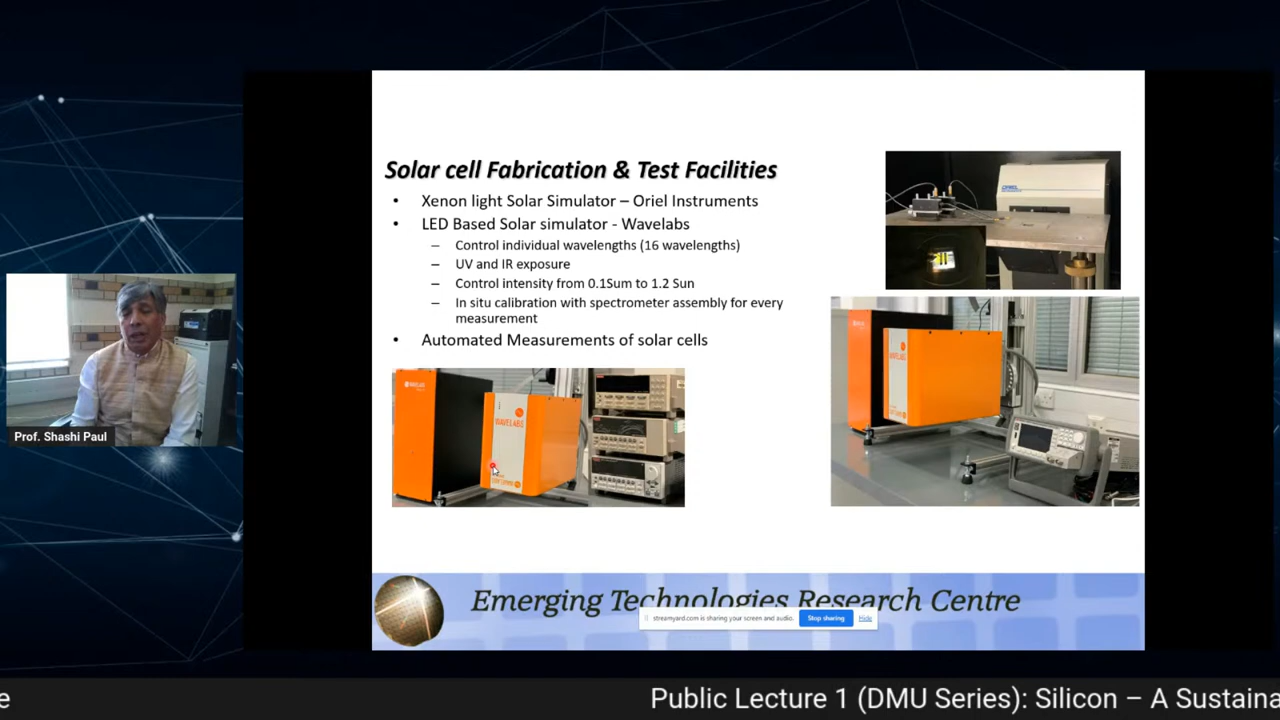 Solar cell Fabrication & Test Facilities
• Xenon light Solar Simulator – Oriel Instruments
• LED Based Solar simulator - Wavelabs
– Control individual wavelengths (16 wavelengths)
– UV and IR exposure
– Control intensity from 0.1Sum to 1.2 Sun
– In situ calibration with spectrometer assembly for every
measurement
• Automated Measurements of solar cells
WAVELABS
WAVELABS
WAVELABS
Prof. Shashi Paul
Emerging Technologies Research Centre
streamyard.com is sharing your screen and audio.
Stop sharing
Hide
e
Public Lecture 1 (DMU Series): Silicon – A Sustaina